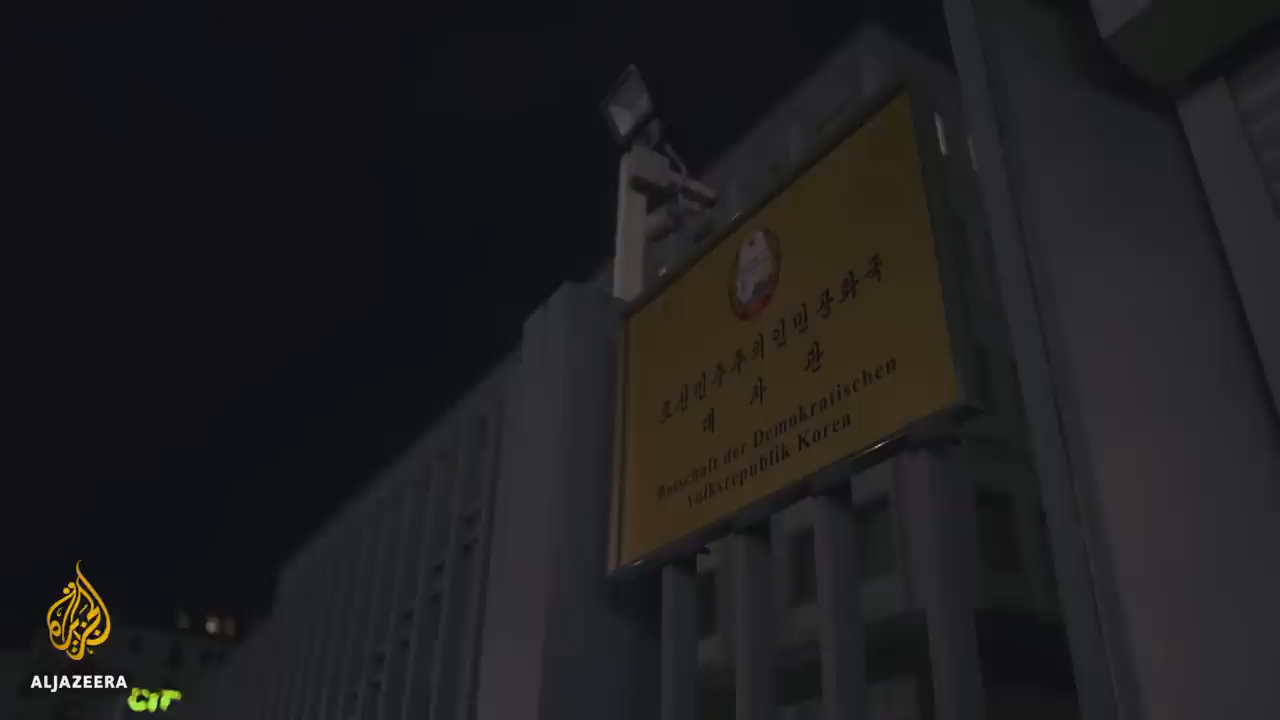 조선민주주의인민공화국
대 사 관
Botschaft der Demokratischen
Volksrepublik Korea
ALJAZEERA